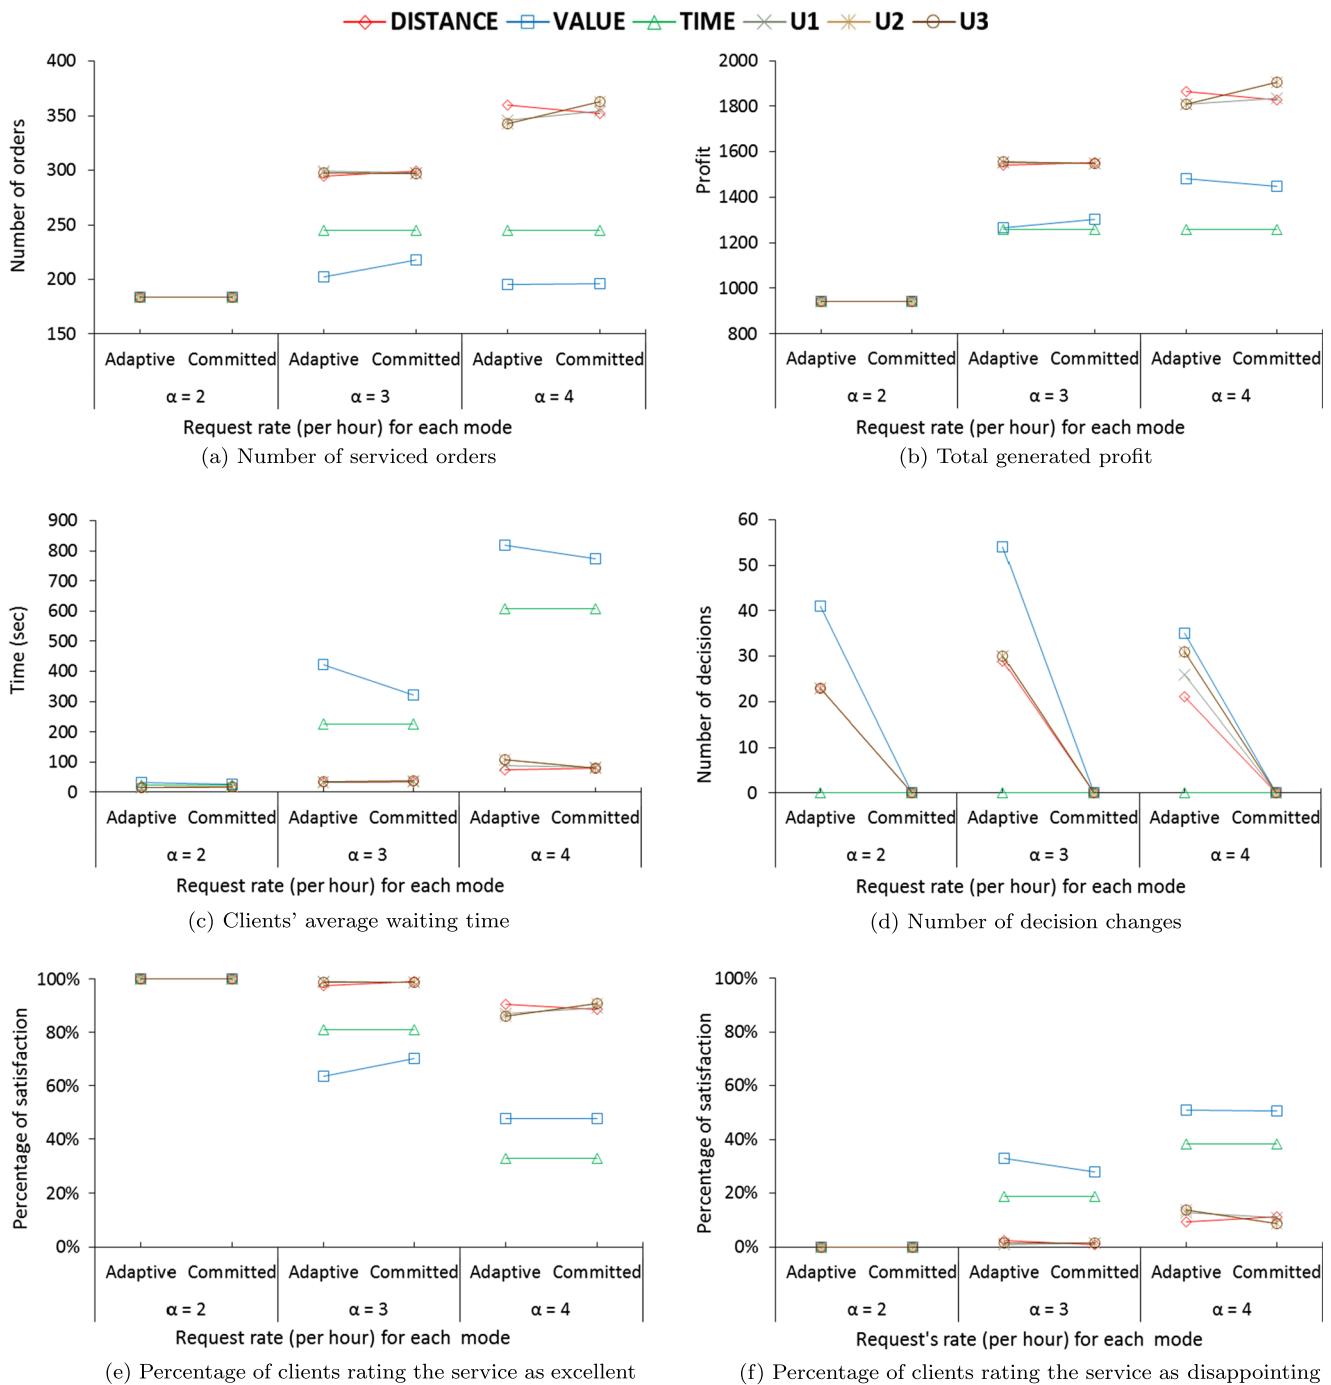 DISTANCE VALUE TIME U1 U2 U3
Number of orders
400
350
300
250
200
150
Adaptive Committed Adaptive Committed Adaptive Committed
α = 2 α = 3 α = 4
Request rate (per hour) for each mode
(a) Number of serviced orders
Profit
2000
1800
1600
1400
1200
1000
800
Adaptive Committed Adaptive Committed Adaptive Committed
α = 2 α = 3 α = 4
Request rate (per hour) for each mode
(b) Total generated profit
Time (sec)
900
800
700
600
500
400
300
200
100
0
Adaptive Committed Adaptive Committed Adaptive Committed
α = 2 α = 3 α = 4
Request rate (per hour) for each mode
(c) Clients’ average waiting time
Number of decisions
60
50
40
30
20
10
0
Adaptive Committed Adaptive Committed Adaptive Committed
α = 2 α = 3 α = 4
Request rate (per hour) for each mode
(d) Number of decision changes
Percentage of satisfaction
100%
80%
60%
40%
20%
0%
Adaptive Committed Adaptive Committed Adaptive Committed
α = 2 α = 3 α = 4
Request rate (per hour) for each mode
(e) Percentage of clients rating the service as excellent
Percentage of satisfaction
100%
80%
60%
40%
20%
0%
Adaptive Committed Adaptive Committed Adaptive Committed
α = 2 α = 3 α = 4
Request's rate (per hour) for each mode
(f) Percentage of clients rating the service as disappointing